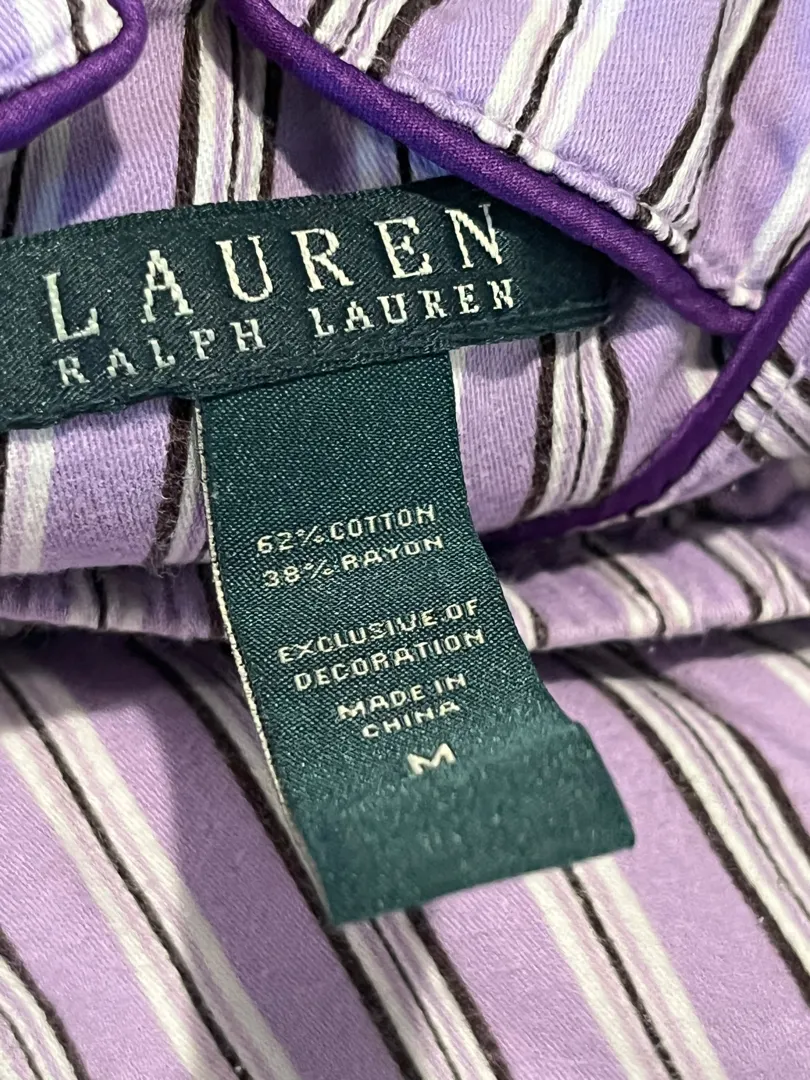 LAUREN
RALPH LAUREN
62% COTTON
38% RAYON
EXCLUSIVE OF
DECORATION
MADE IN
CHINA
M